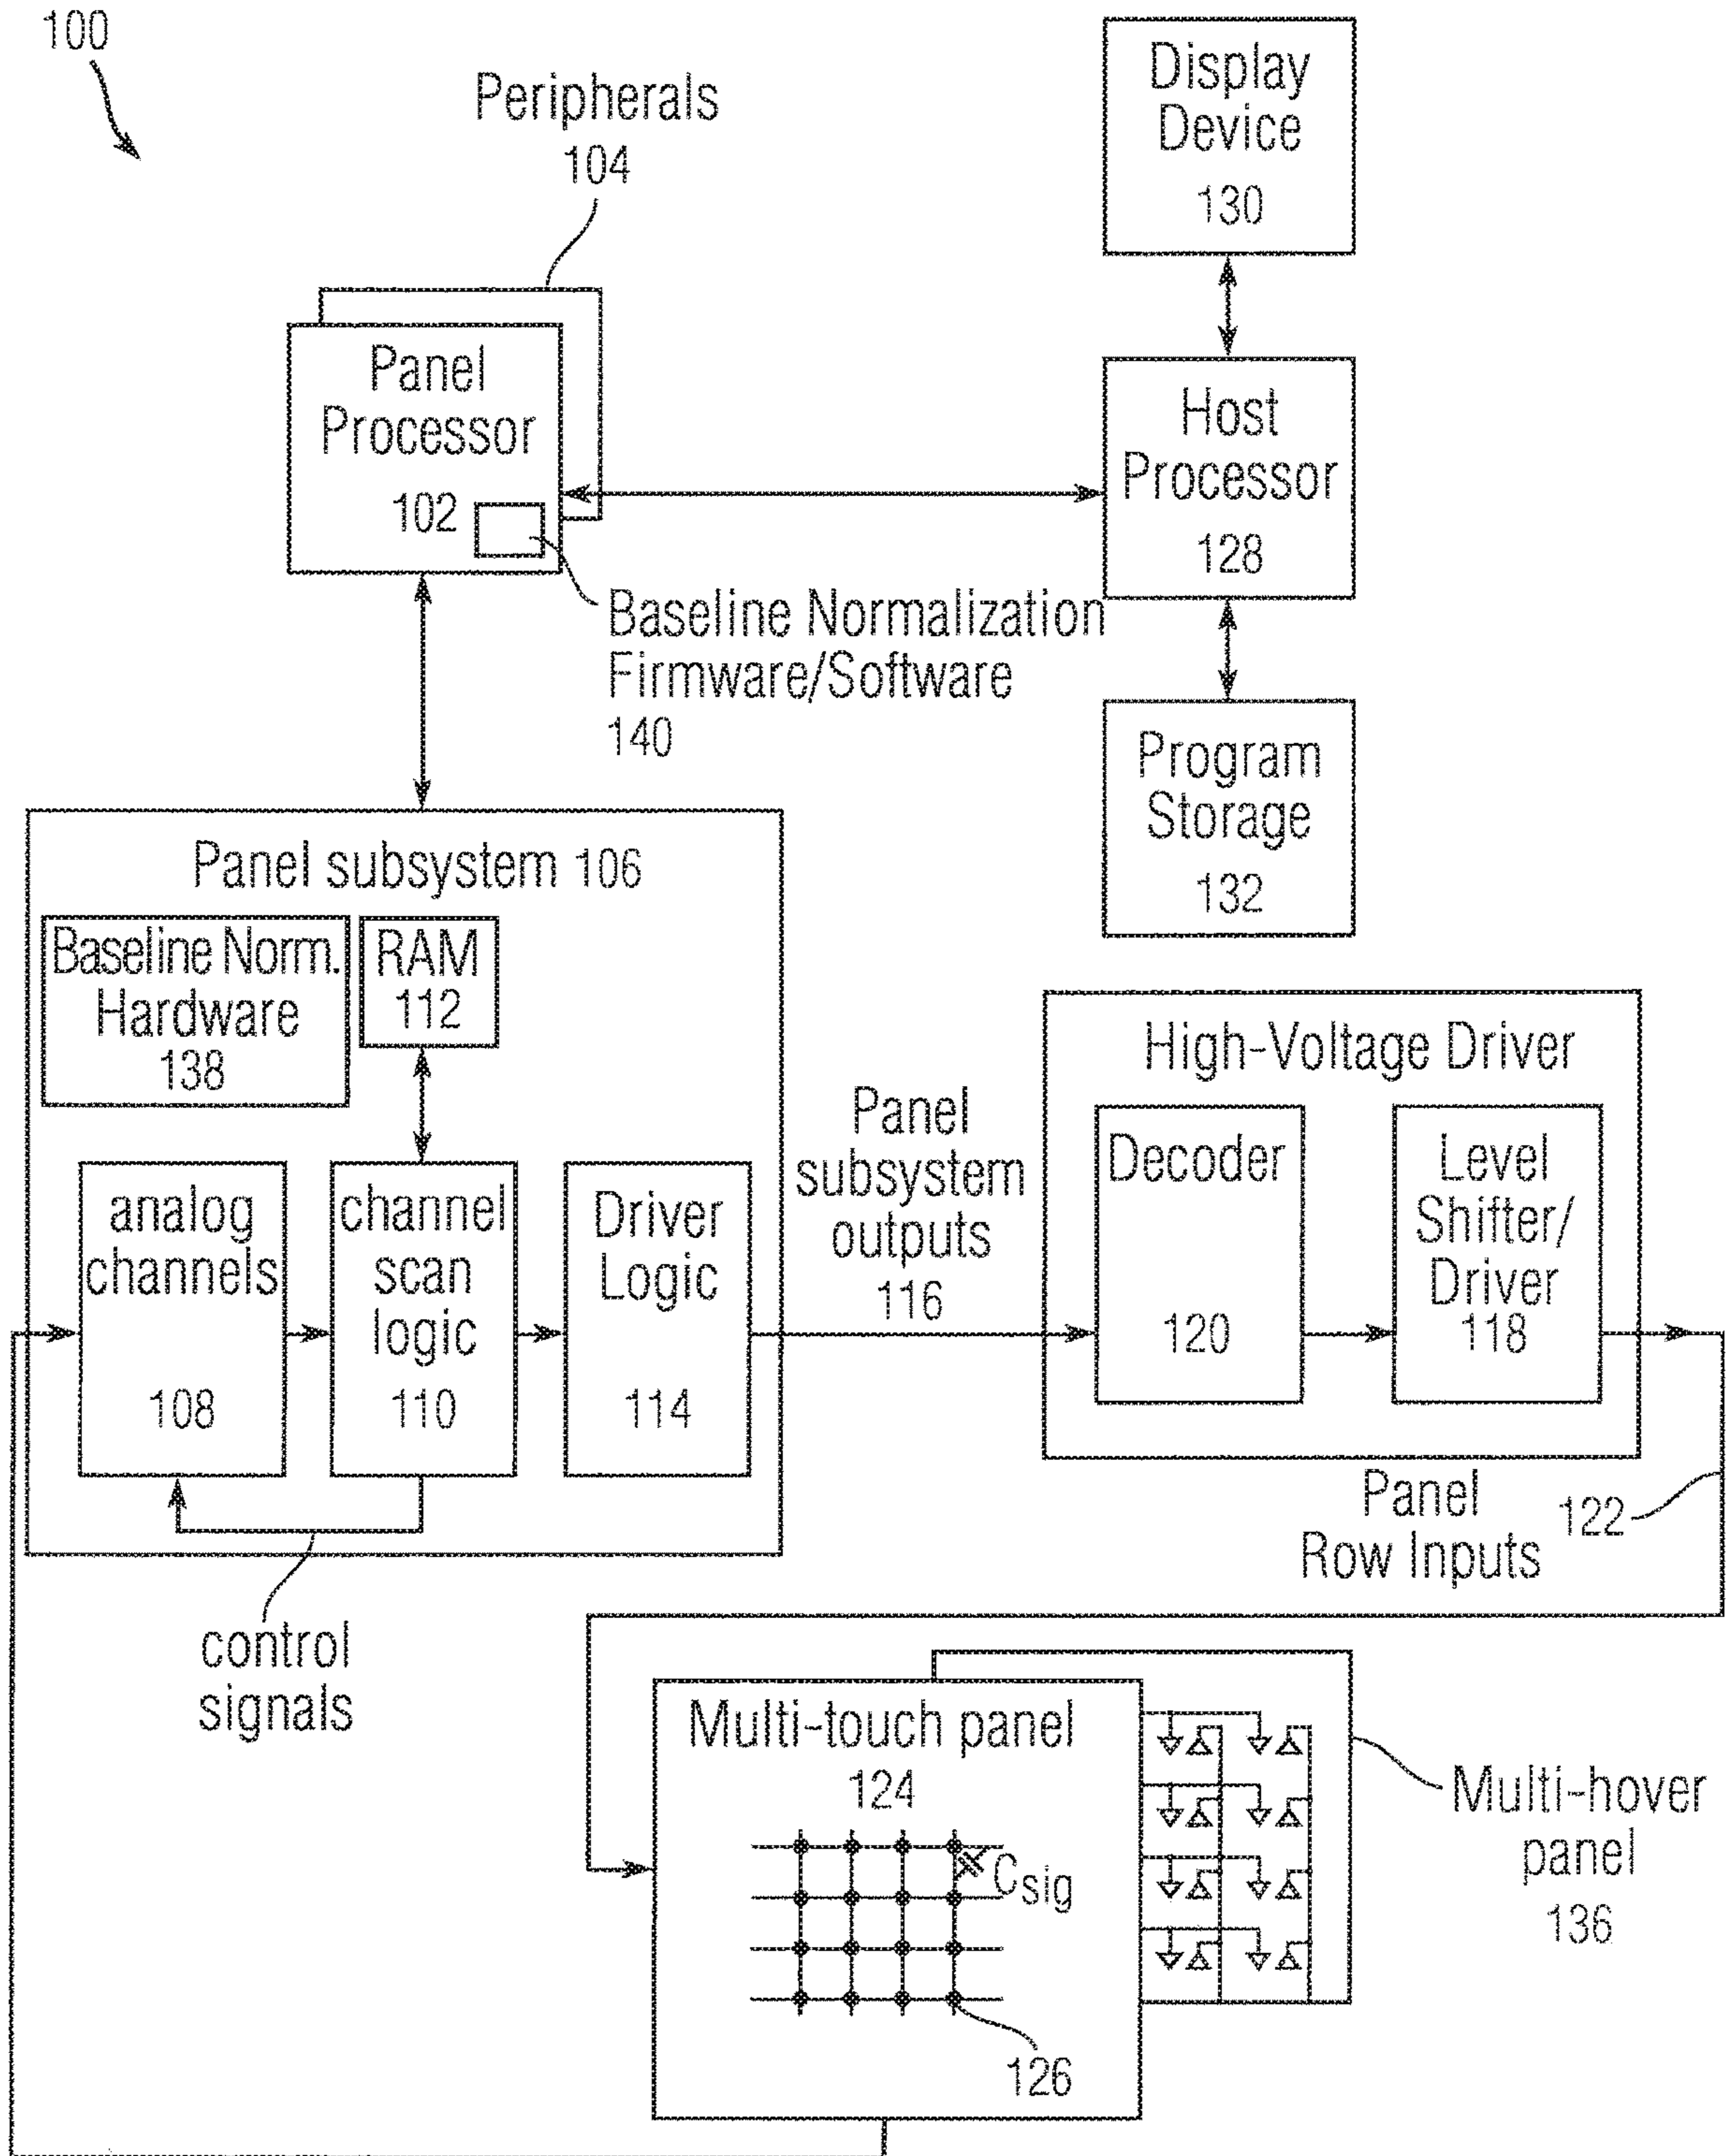 100
Peripherals
104
Display
Device
130
Panel
Processor
102
Host
Processor
128
Baseline Normalization
Firmware/Software
140
Program
Storage
132
Panel subsystem 106
Baseline Norm.
Hardware
138
RAM
112
analog
channels
108
channel
scan
logic
110
Driver
Logic
114
control
signals
Panel
subsystem
outputs
116
High-Voltage Driver
Decoder
120
Level
Shifter/
Driver
118
Panel
Row Inputs
122
Multi-touch panel
124
Csig
126
Multi-hover
panel
136